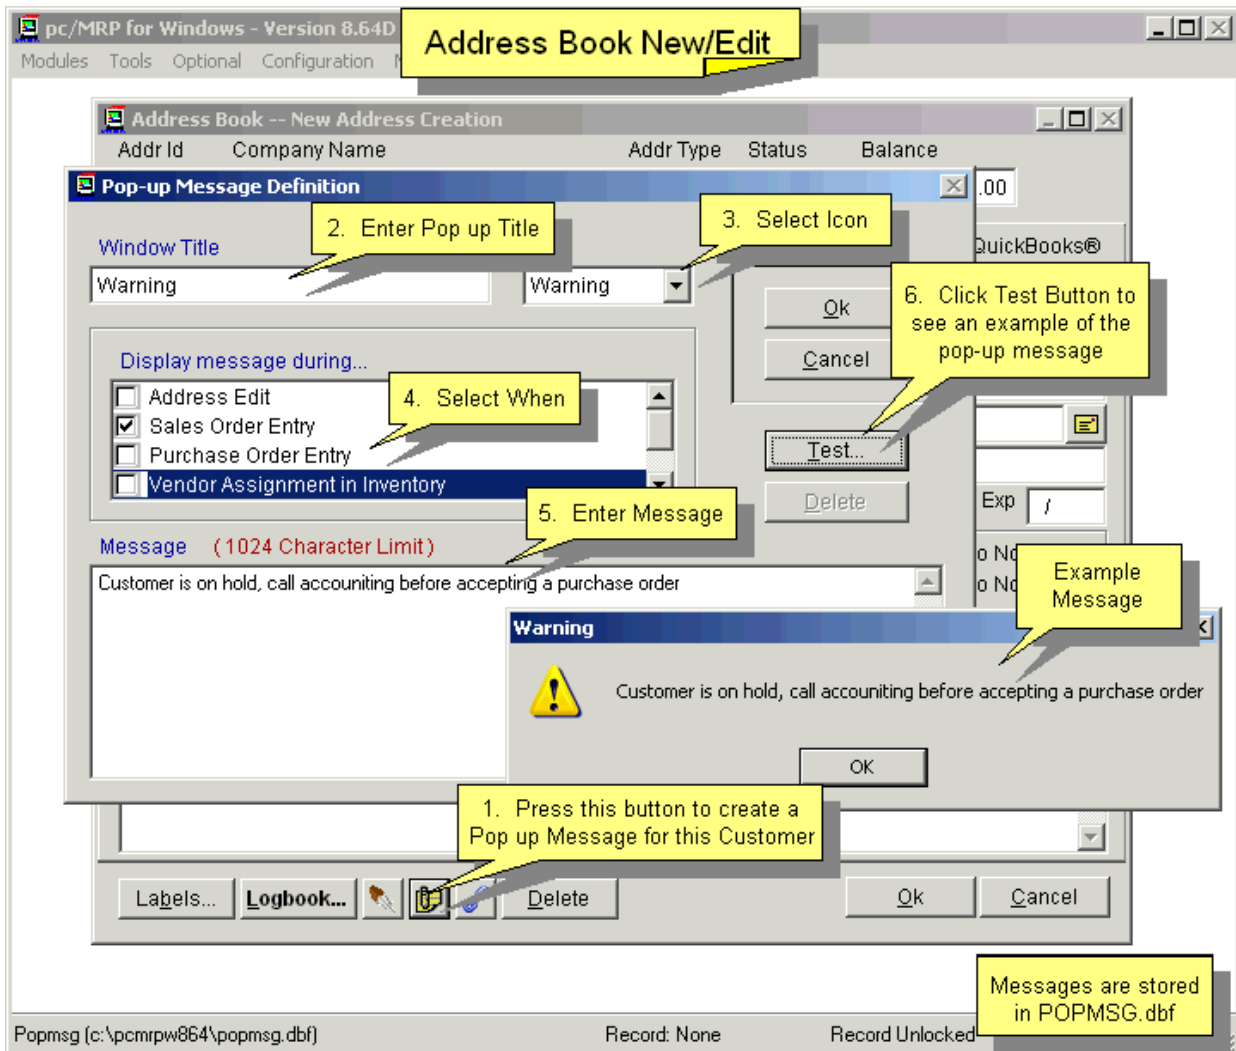 pc/MRP for Windows - Version 8.64D
Address Book New/Edit
Modules Tools Optional Configuration
Address Book -- New Address Creation
Addr Id Company Name Addr Type Status Balance
Pop-up Message Definition
.00
2. Enter Pop up Title
3. Select Icon
Window Title
QuickBooks®
Warning
Warning
Ok
6. Click Test Button to
see an example of the
pop-up message
Display message during...
Cancel
Address Edit
4. Select When
Sales Order Entry
Purchase Order Entry
Test...
Vendor Assignment in Inventory
Delete
Exp /
5. Enter Message
Message (1024 Character Limit)
Customer is on hold, call accouniting before accepting a purchase order
Example
Message
Warning
Customer is on hold, call accouniting before accepting a purchase order
OK
1. Press this button to create a
Pop up Message for this Customer
Labels... Logbook... Delete Ok Cancel
Messages are stored
in POPMSG.dbf
Popmsg (c:\pcmrpw864\popmsg.dbf) Record: None Record Unlocked